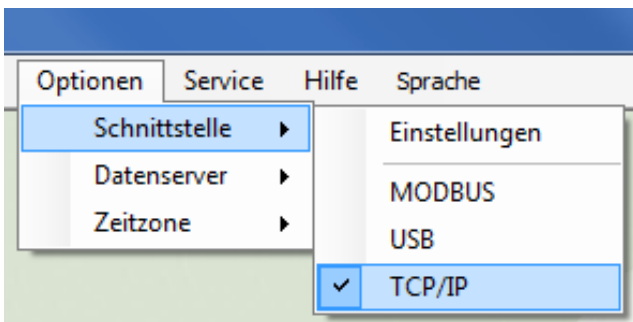 Optionen Service Hilfe Sprache
Schnittstelle
Datenserver
Zeitzone
Einstellungen
MODBUS
USB
TCP/IP